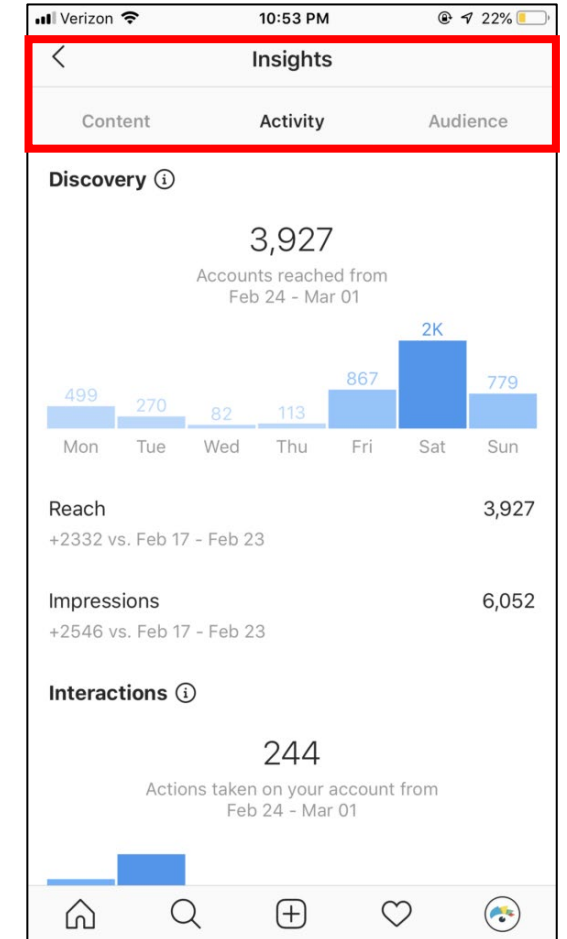 Verizon 10:53 PM 22%
Insights
Content Activity Audience
Discovery
3,927
Accounts reached from
Feb 24 - Mar 01
2K
867
779
499
270
113
82
Mon Tue Wed Thu Fri Sat Sun
Reach 3,927
+2332 vs. Feb 17 - Feb 23
Impressions 6,052
+2546 vs. Feb 17 - Feb 23
Interactions
244
Actions taken on your account from
Feb 24 - Mar 01